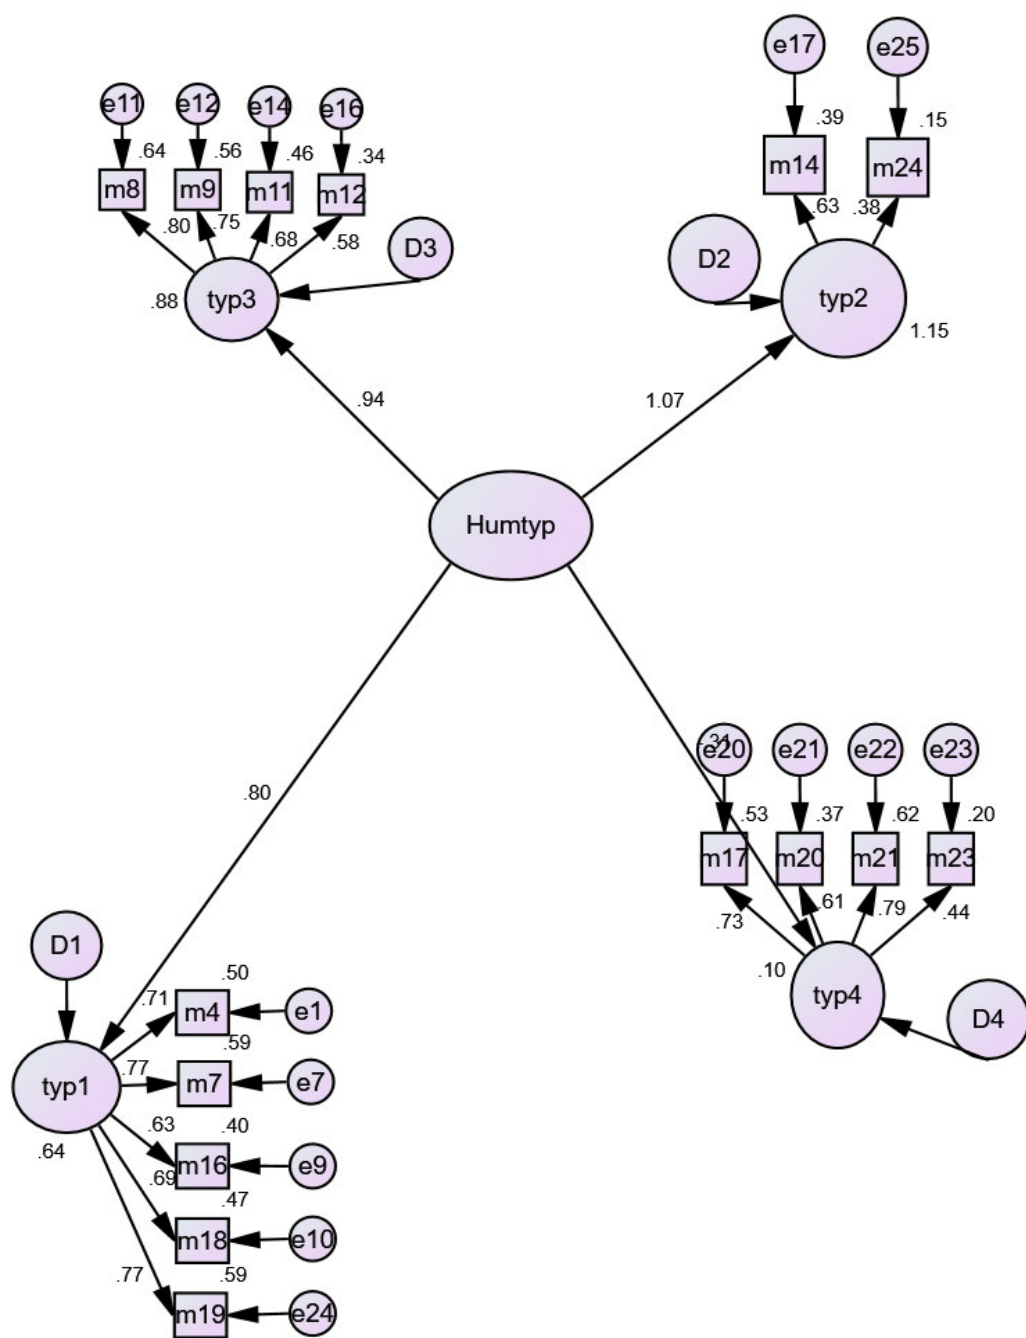 e17 e25
e11 e12 e14 e16
.39 .15
.64 .56 .46 .34
m14 m24
m8 m9 m11 m12
.80 .75 .68 .58
.63 .38
D3 D2
.88 typ3 typ2
1.15
.94 1.07
Humtyp
e20 e21 e22 e23
.80
.53 .37 .62 .20
m17 m20 m21 m23
.73 .61 .79 .44
D1
.10
.50
.71 m4 e1
typ4 D4
.59
.77 m7 e7
typ1
.63 .40
.64
.69 m16 e9
.47
m18 e10
.77 .59
m19 e24